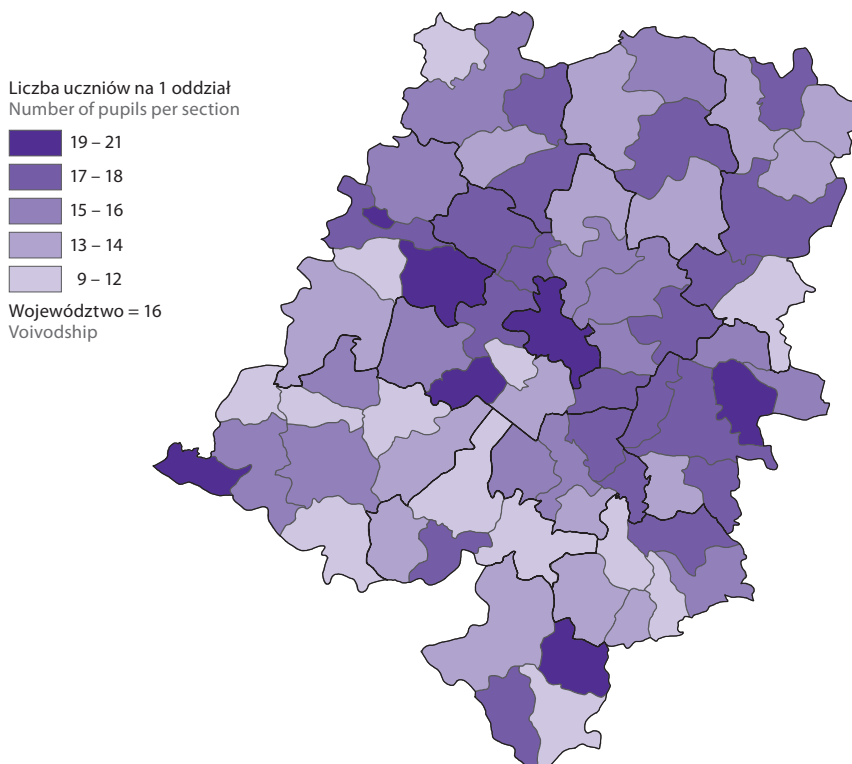 Liczba uczniów na 1 oddział
Number of pupils per section
19 – 21
17 – 18
15 – 16
13 – 14
9 – 12
Województwo = 16
Voivodship